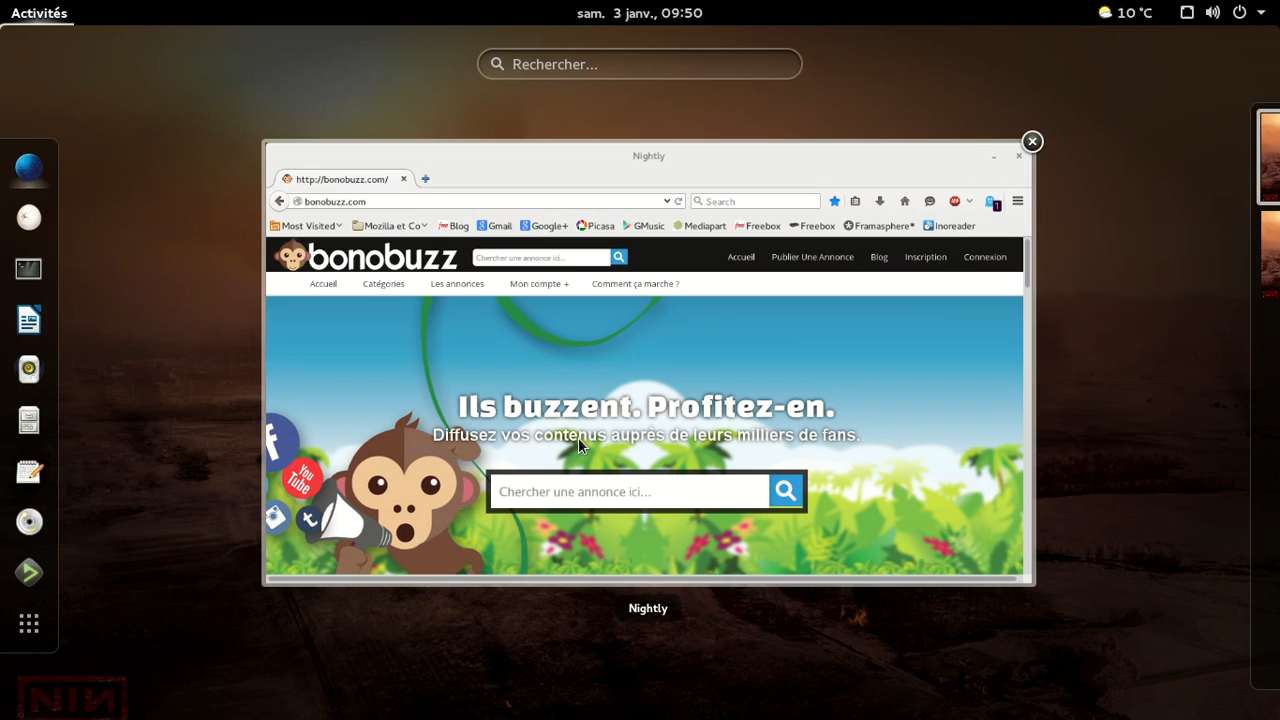 Activités
sam. 3 janv., 09:50
10 °C
Rechercher...
Nightly
http://bonobuzz.com/
bonobuzz.com
Search
1
Most Visited
Mozilla et Co
Blog
Gmail
Google+
Picasa
GMusic
Mediapart
Freebox
Freebox
Framasphere*
Inoreader
bonobuzz
Chercher une annonce ici...
Accueil
Publier Une Annonce
Blog
Inscription
Connexion
Accueil
Catégories
Les annonces
Mon compte +
Comment ça marche ?
Ils buzzent. Profitez-en.
Diffusez vos contenus auprès de leurs milliers de fans.
f
You
Tube
t
Chercher une annonce ici...
Nightly
NIN